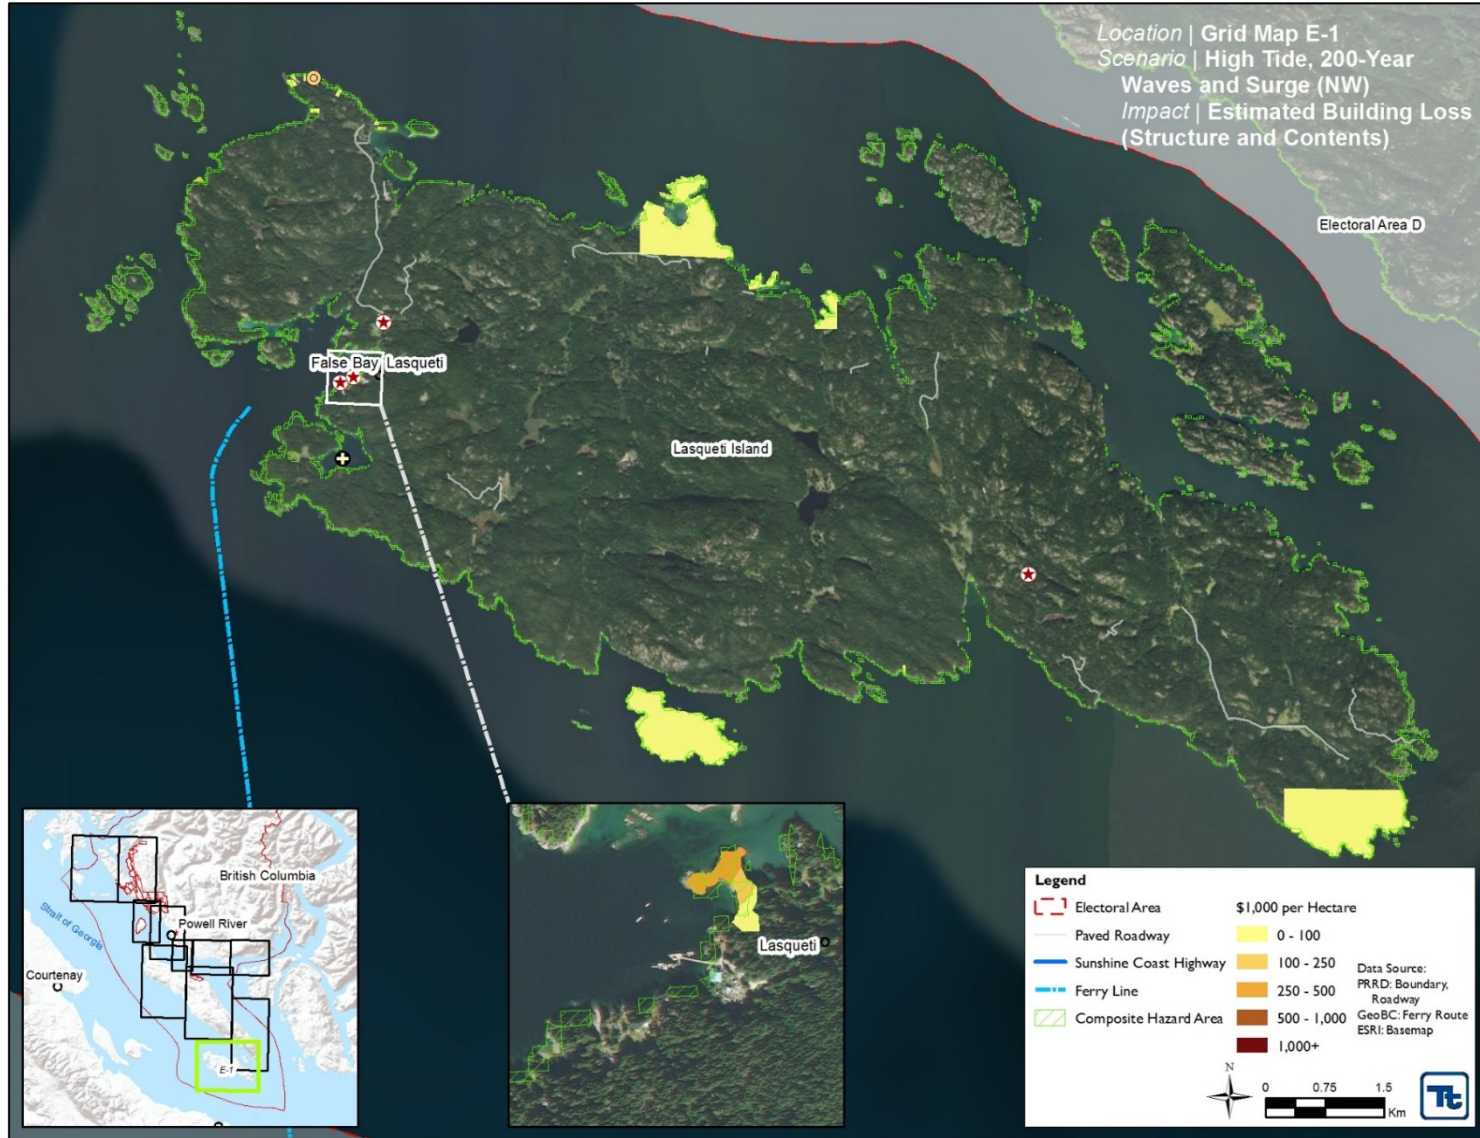 Location | Grid Map E-1
Scenario | High Tide, 200-Year
Waves and Surge (NW)
Impact | Estimated Building Loss
(Structure and Contents)
Electoral Area D
False Bay
Lasqueti
Lasqueti Island
British Columbia
Strait of Georgia
Powell River
Courtenay
E-1
Lasqueti
Legend
Electoral Area
Paved Roadway
Sunshine Coast Highway
Ferry Line
Composite Hazard Area
$1,000 per Hectare
0 - 100
100 - 250
250 - 500
500 - 1,000
1,000+
Data Source:
PRRD: Boundary,
Roadway
GeoBC: Ferry Route
ESRI: Basemap
N
0 0.75 1.5
Km
Tt